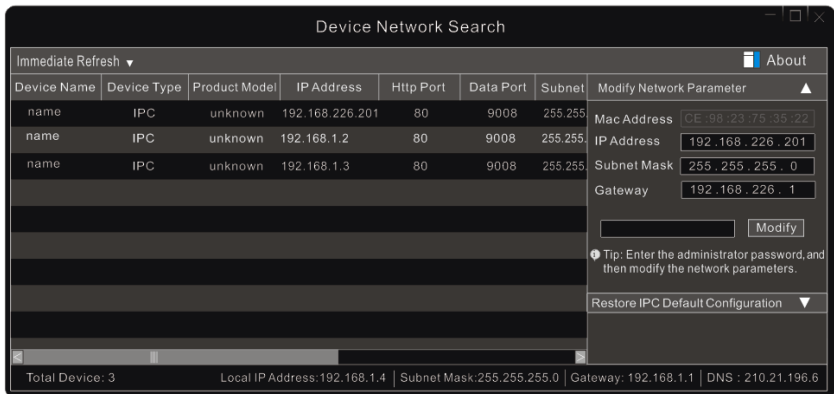 Device Network Search
Immediate Refresh
About
Device Name Device Type Product Model IP Address Http Port Data Port Subnet
name IPC unknown 192.168.226.201 80 9008 255.255.
name IPC unknown 192.168.1.2 80 9008 255.255.
name IPC unknown 192.168.1.3 80 9008 255.255.
Modify Network Parameter
Mac Address CE:98:23:75:35:22
IP Address 192.168.226.201
Subnet Mask 255.255.255.0
Gateway 192.168.226.1
Modify
Tip: Enter the administrator password,and
then modify the network parameters.
Restore IPC Default Configuration
Total Device: 3 Local IP Address:192.168.1.4 Subnet Mask:255.255.255.0 Gateway: 192.168.1.1 DNS : 210.21.196.6